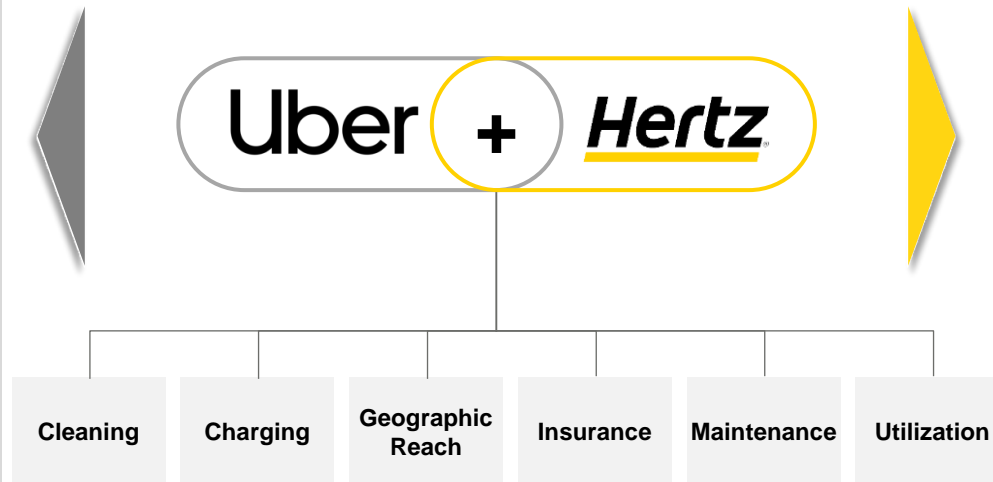 Uber + Hertz
Cleaning
Charging
Geographic
Reach
Insurance
Maintenance
Utilization